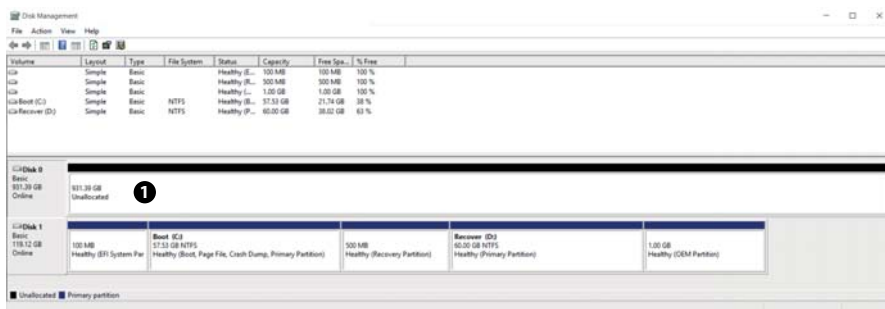 Disk Management
File Action View Help
Volume Layout Type File System Status Capacity Free Spa... % Free
Simple Basic Healthy (E... 100 MB 100 MB 100 %
Simple Basic Healthy (R... 500 MB 500 MB 100 %
Simple Basic Healthy (... 1.00 GB 1.00 GB 100 %
Boot (C:) Simple Basic NTFS Healthy (B... 57.53 GB 21.74 GB 38 %
Recover (D:) Simple Basic NTFS Healthy (P... 60.00 GB 38.02 GB 63 %
Disk 0
Basic
931.39 GB
Online
931.39 GB
Unallocated
1
Disk 1
Basic
119.12 GB
Online
100 MB
Healthy (EFI System Par
Boot (C:)
57.53 GB NTFS
Healthy (Boot, Page File, Crash Dump, Primary Partition)
500 MB
Healthy (Recovery Partition)
Recover (D:)
60.00 GB NTFS
Healthy (Primary Partition)
1.00 GB
Healthy (OEM Partition)
Unallocated Primary partition